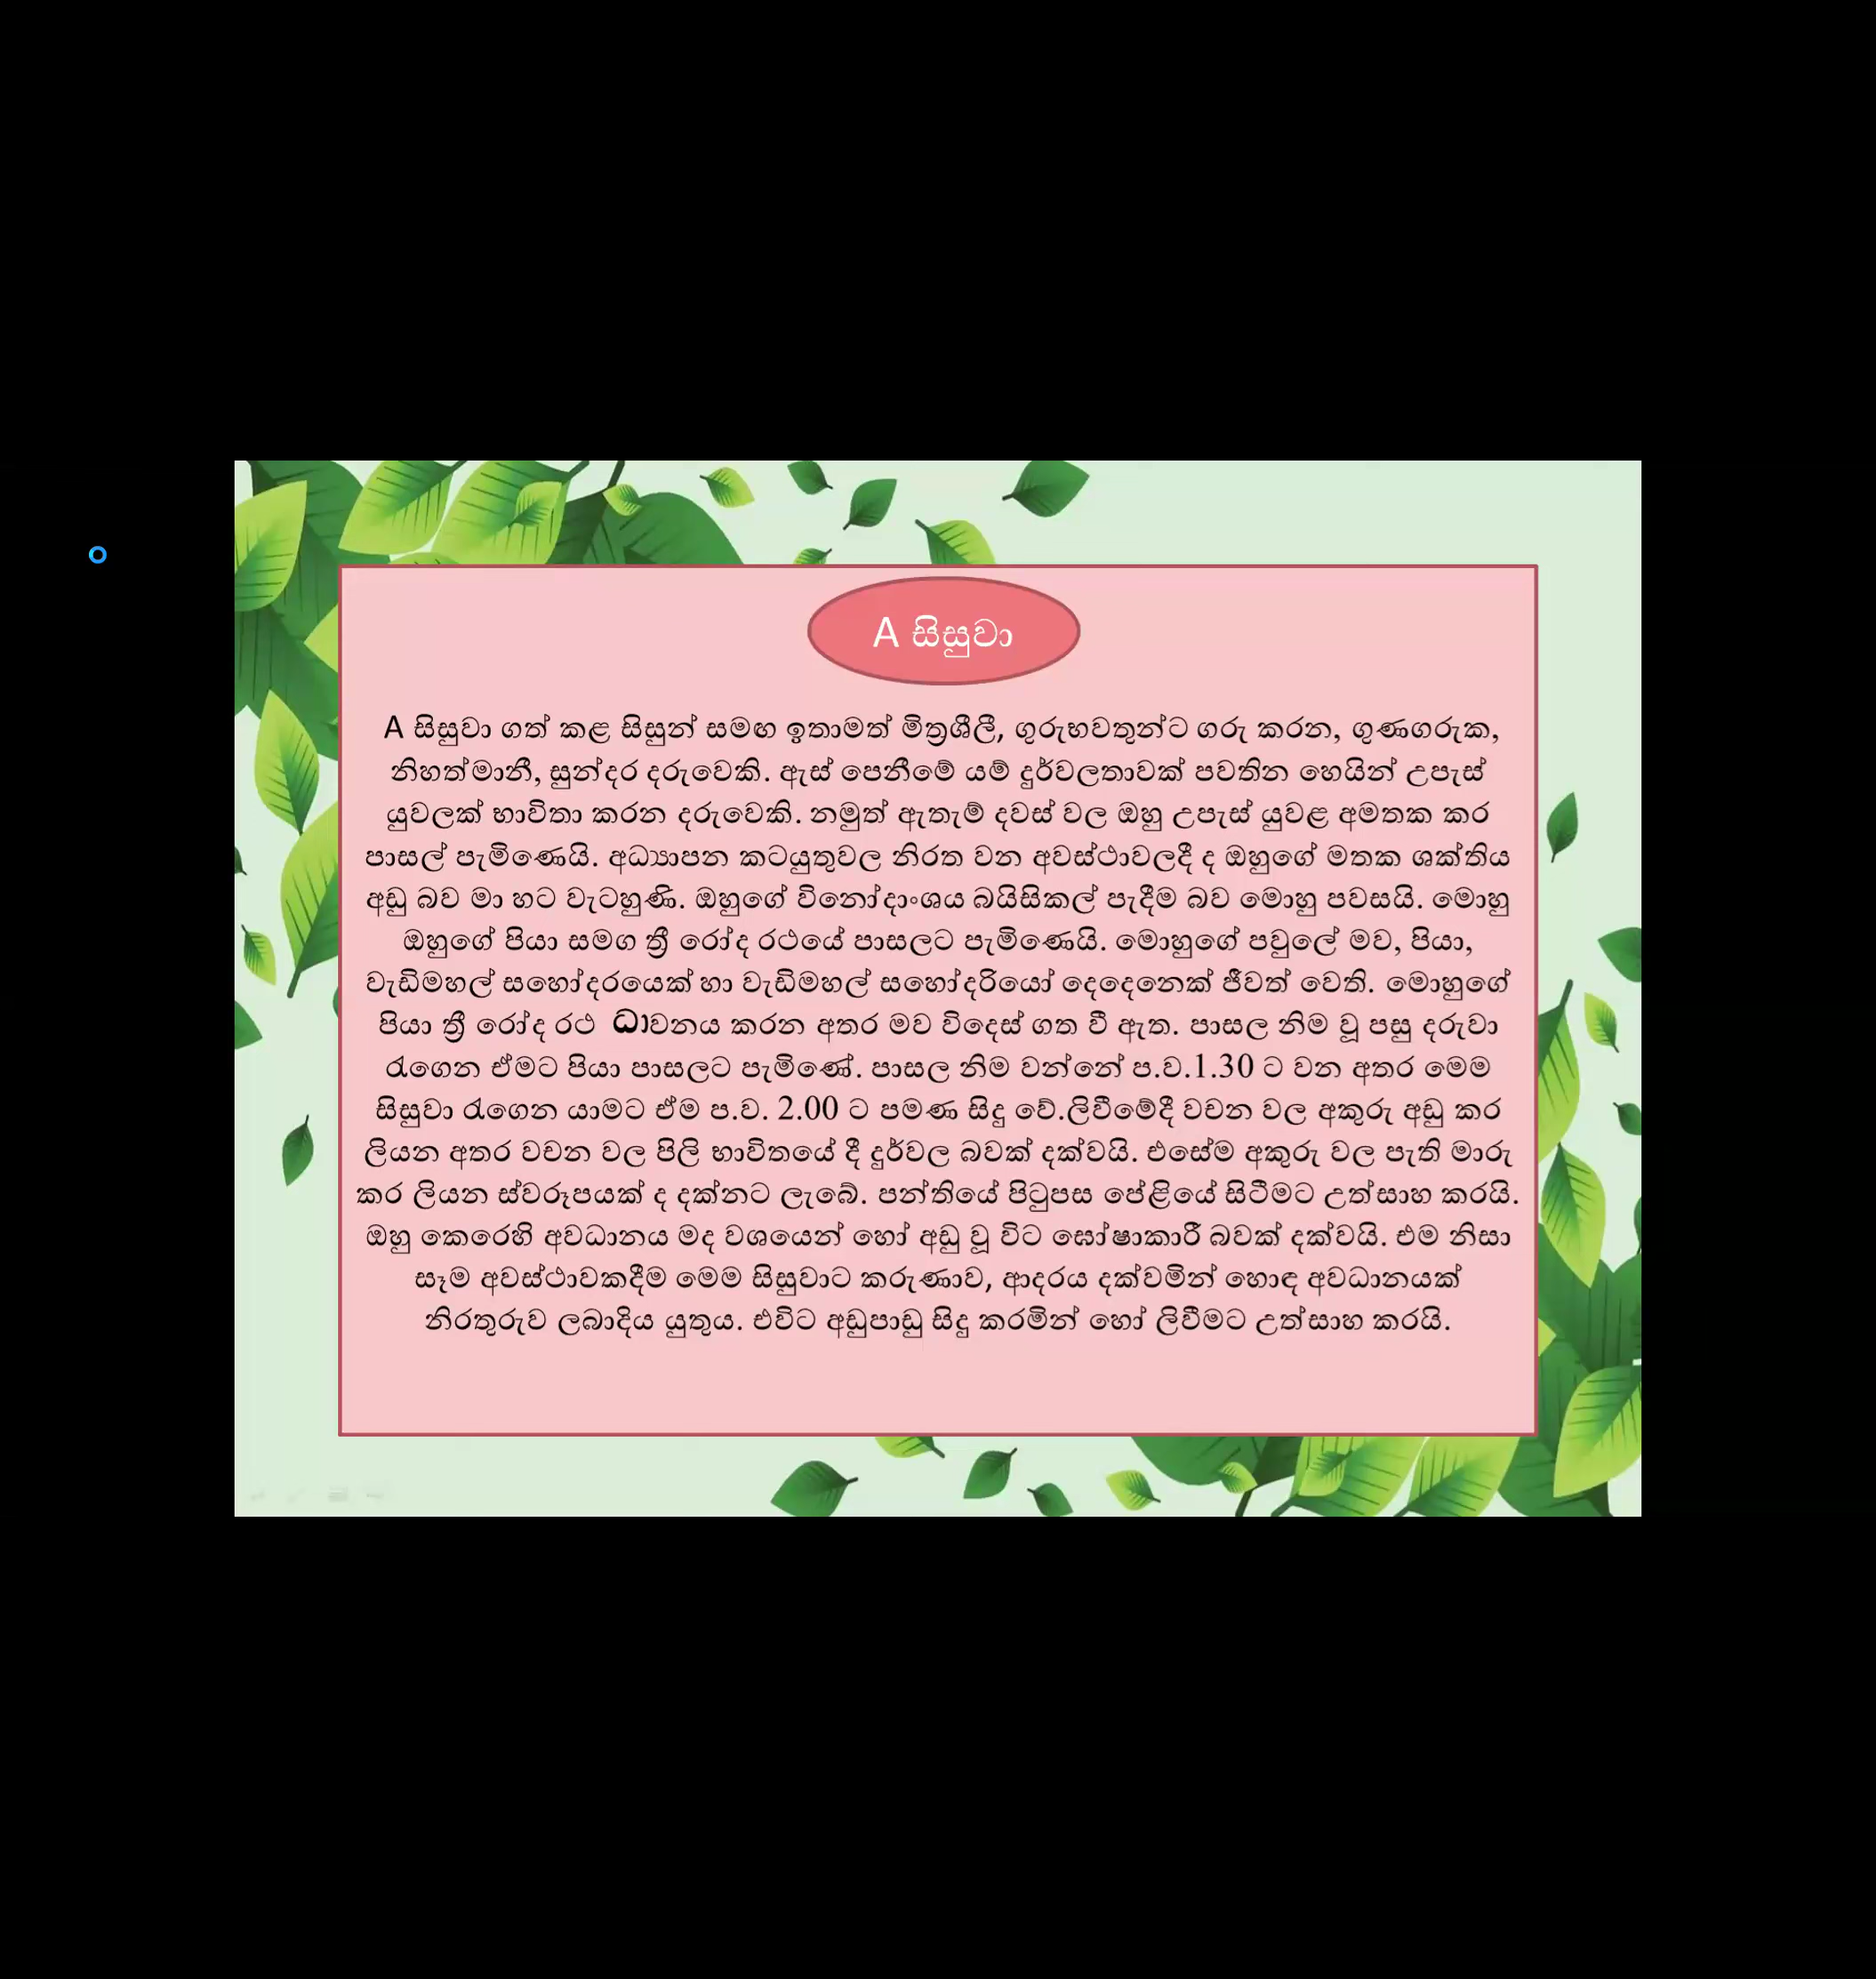 A සිසුවා
A සිසුවා ගත් කළ සිසුන් සමඟ ඉතාමත් මිත්‍රශීලී, ගුරුභවතුන්ට ගරු කරන, ගුණගරුක,
නිහත්මානී, සුන්දර දරුවෙකි. ඇස් පෙනීමේ යම් දුර්වලතාවක් පවතින හෙයින් උපැස්
යුවලක් භාවිතා කරන දරුවෙකි. නමුත් ඇතැම් දවස් වල ඔහු උපැස් යුවළ අමතක කර
පාසල් පැමිණෙයි. අධ්‍යාපන කටයුතුවල නිරත වන අවස්ථාවලදී ද ඔහුගේ මතක ශක්තිය
අඩු බව මා හට වැටහුණි. ඔහුගේ විනෝදාංශය බයිසිකල් පැදීම බව මොහු පවසයි. මොහු
ඔහුගේ පියා සමග ත්‍රී රෝද රථයේ පාසලට පැමිණෙයි. මොහුගේ පවුලේ මව, පියා,
වැඩිමහල් සහෝදරයෙක් හා වැඩිමහල් සහෝදරියෝ දෙදෙනෙක් ජීවත් වෙති. මොහුගේ
පියා ත්‍රී රෝද රථ ධාවනය කරන අතර මව විදෙස් ගත වී ඇත. පාසල නිම වූ පසු දරුවා
රැගෙන ඒමට පියා පාසලට පැමිණේ. පාසල නිම වන්නේ ප.ව.1.30 ට වන අතර මෙම
සිසුවා රැගෙන යාමට ඒම ප.ව. 2.00 ට පමණ සිදු වේ.ලිවීමේදී වචන වල අකුරු අඩු කර
ලියන අතර වචන වල පිලි භාවිතයේ දී දුර්වල බවක් දක්වයි. එසේම අකුරු වල පැති මාරු
කර ලියන ස්වරූපයක් ද දක්නට ලැබේ. පන්තියේ පිටුපස පේළියේ සිටීමට උත්සාහ කරයි.
ඔහු කෙරෙහි අවධානය මද වශයෙන් හෝ අඩු වූ විට ඝෝෂාකාරී බවක් දක්වයි. එම නිසා
සෑම අවස්ථාවකදීම මෙම සිසුවාට කරුණාව, ආදරය දක්වමින් හොඳ අවධානයක්
නිරතුරුව ලබාදිය යුතුය. එවිට අඩුපාඩු සිදු කරමින් හෝ ලිවීමට උත්සාහ කරයි.